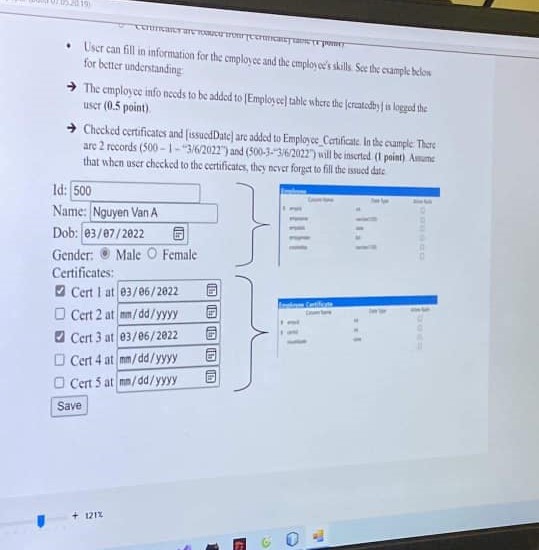 • User can fill in information for the employee and the employee's skills. See the example below
for better understanding
→ The employee info needs to be added to [Employee] table where the [createdby] is logged the
user (0.5 point).
→ Checked certificates and [issuedDate] are added to Employee_Certificate. In the example: There
are 2 records (500 – 1 – "3/6/2022") and (500-3-"3/6/2022") will be inserted. (1 point) Assume
that when user checked to the certificates, they never forget to fill the issued date.
Id: 500
Name: Nguyen Van A
Dob: 03/07/2022
Gender: Male Female
Certificates:
Cert 1 at 03/06/2022
Cert 2 at mm/dd/yyyy
Cert 3 at 03/06/2022
Cert 4 at mm/dd/yyyy
Cert 5 at mm/dd/yyyy
Save
+ 121%